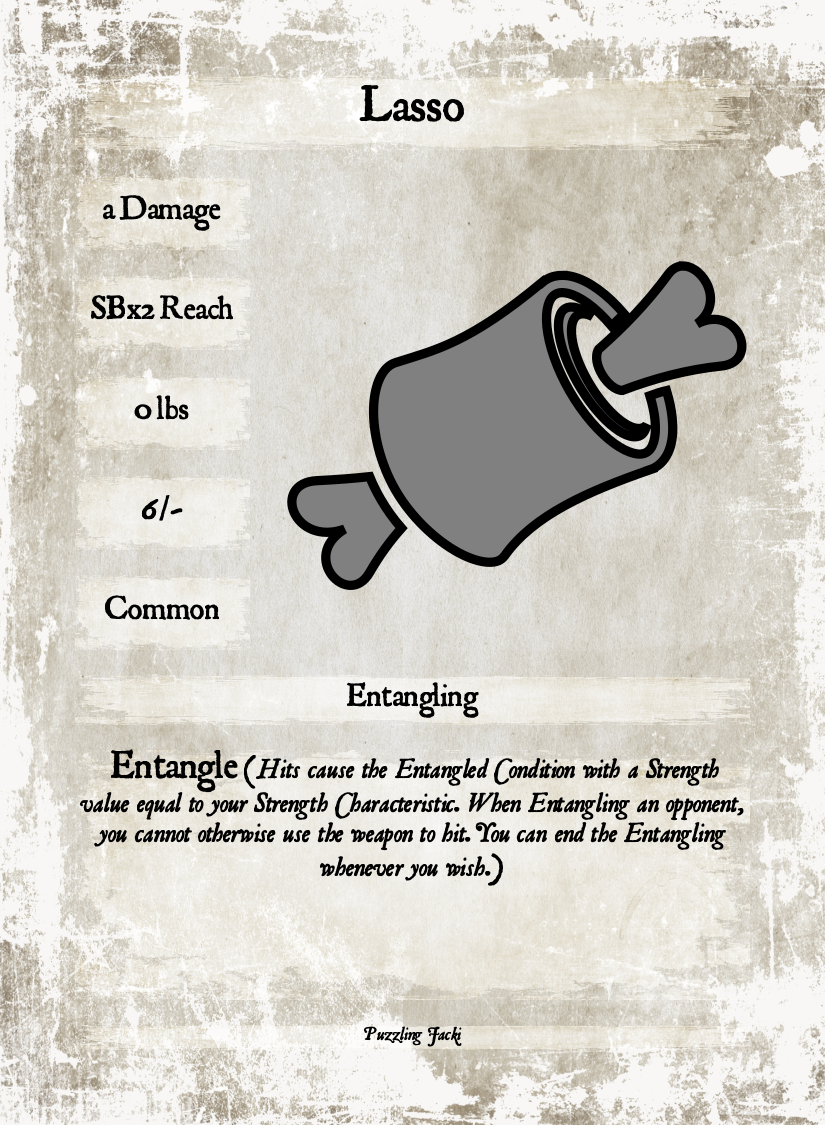 Lasso
a Damage
SBx2 Reach
0 lbs
6/-
Common
Entangling
Entangle (Hits cause the Entangled Condition with a Strength
value equal to your Strength Characteristic. When Entangling an opponent,
you cannot otherwise use the weapon to hit. You can end the Entangling
whenever you wish.)
Puzzling Jacki